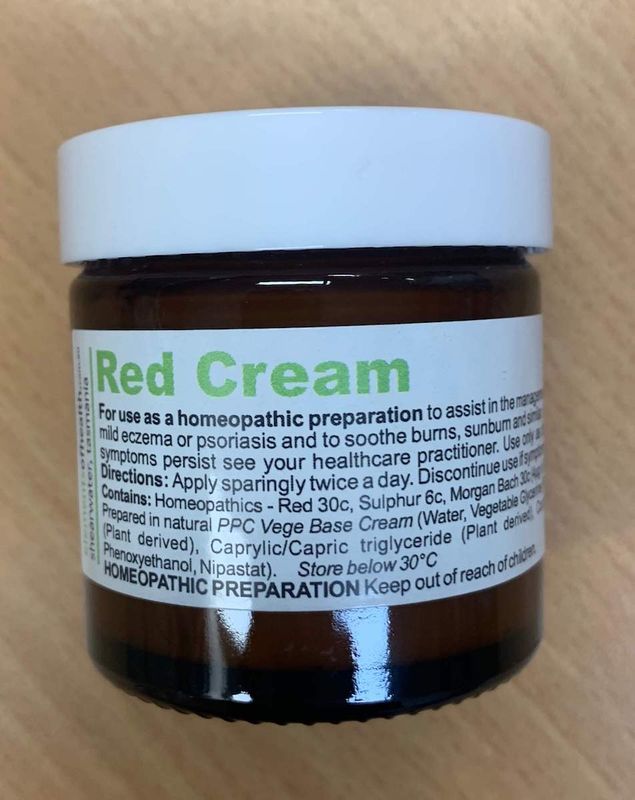 Red Cream
For use as a homeopathic preparation to assist in the
mild eczema or psoriasis and to soothe burns, sunburn and
symptoms persist see your healthcare practitioner. Use only
Directions: Apply sparingly twice a day. Discontinue use if
Contains: Homeopathics - Red 30c, Sulphur 6c, Morgan Bach 30c
Prepared in natural PPC Vege Base Cream (Water, Vegetable
(Plant derived), Caprylic/Capric triglyceride (Plant derived),
Phenoxyethanol, Nipastat). Store below 30°C
HOMEOPATHIC PREPARATION Keep out of reach of children.
elementsofhealth.com.au
shearwater, tasmania